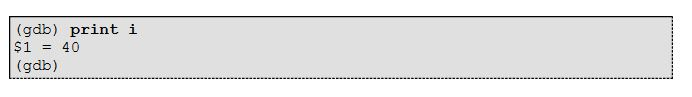 (gdb) print i
$1 = 40
(gdb)